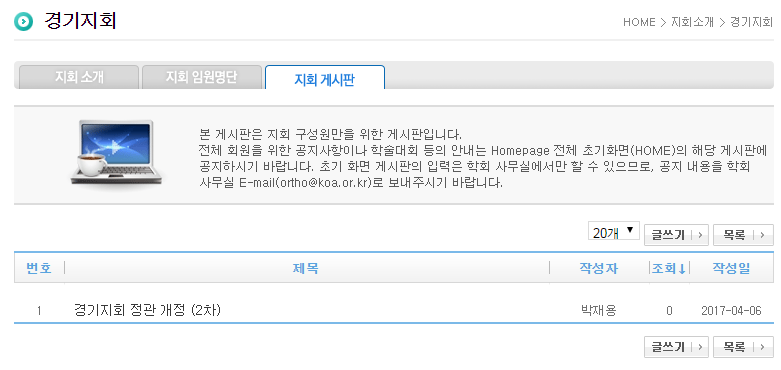 경기지회
HOME > 지회소개 > 경기지회
지회 소개 지회 임원명단 지회 게시판
본 게시판은 지회 구성원만을 위한 게시판입니다.
전체 회원을 위한 공지사항이나 학술대회 등의 안내는 Homepage 전체 초기화면(HOME)의 해당 게시판에
공지하시기 바랍니다. 초기 화면 게시판의 입력은 학회 사무실에서만 할 수 있으므로, 공지 내용을 학회
사무실 E-mail(ortho@koa.or.kr)로 보내주시기 바랍니다.
20개 ▼ 글쓰기 > 목록 >
번호 제목 작성자 조회↓ 작성일
1 경기지회 정관 개정 (2차) 박재용 0 2017-04-06
글쓰기 > 목록 >